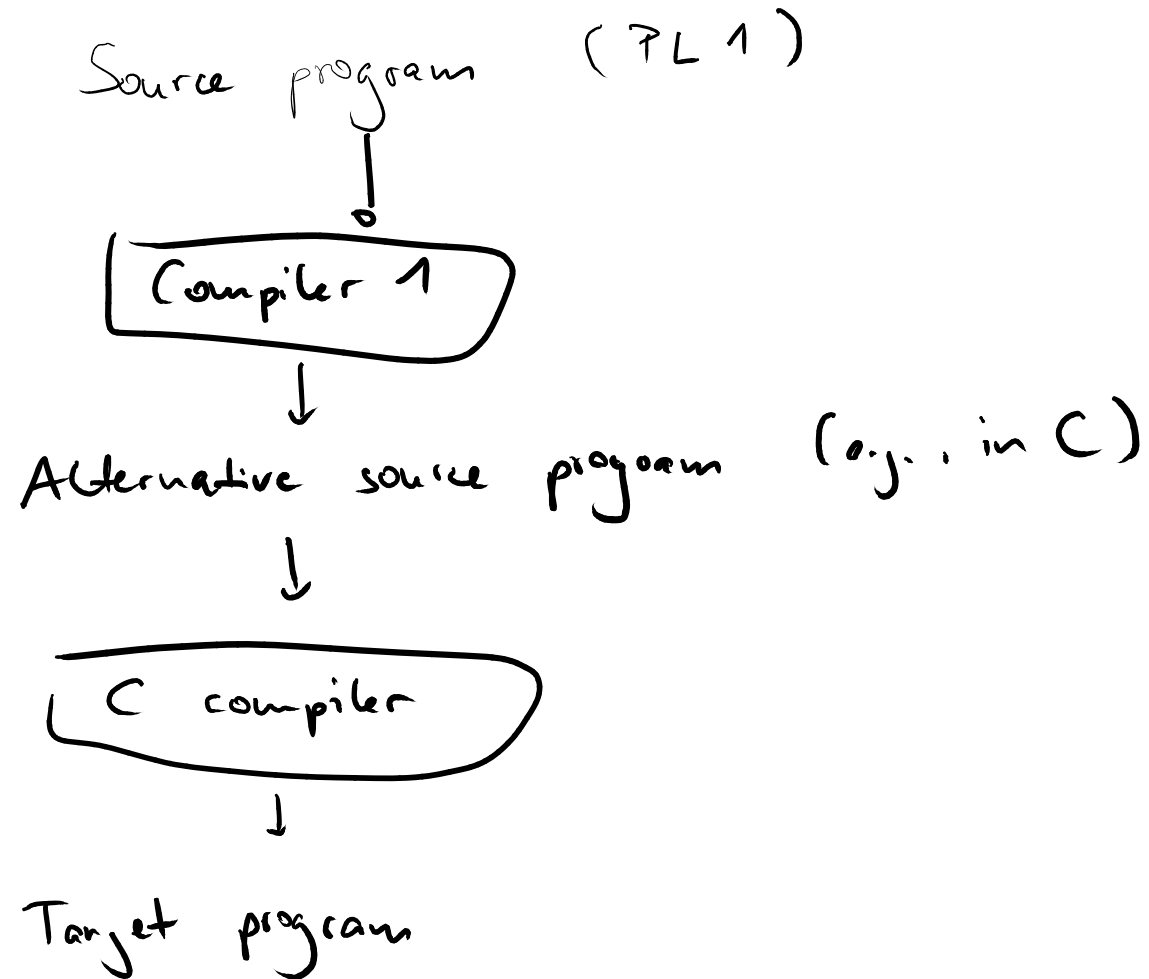 Source program (PL 1)
Compiler 1
Alternative source program (e.g., in C)
C compiler
Target program